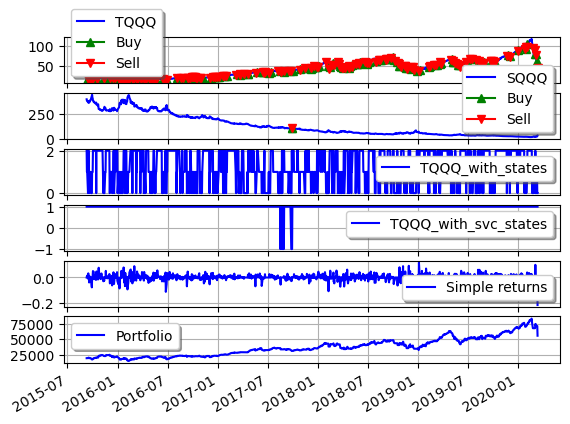 TQQQ
Buy
Sell
100
50
SQQQ
Buy
Sell
250
0
2
0
TQQQ_with_states
1
0
−1
TQQQ_with_svc_states
0.0
−0.2
Simple returns
75000
50000
25000
Portfolio
2015-07 2016-01 2016-07 2017-01 2017-07 2018-01 2018-07 2019-01 2019-07 2020-01